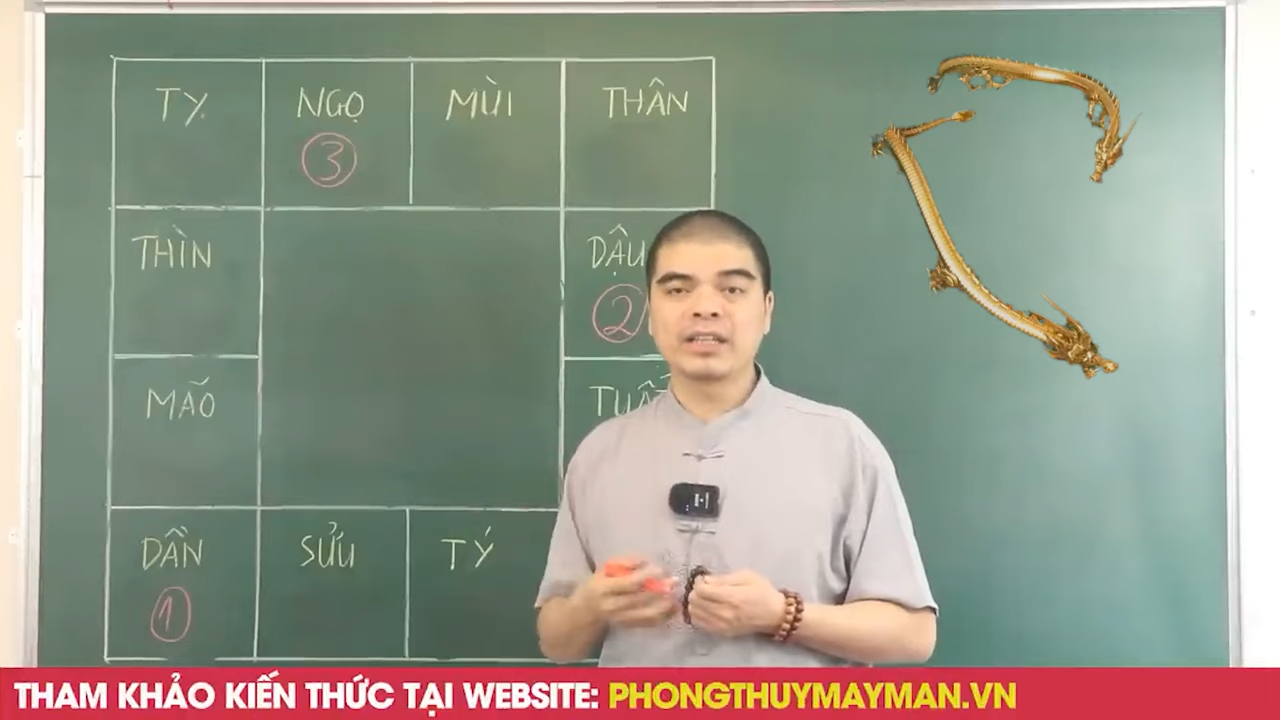 TỴ NGỌ MÙI THÂN
3
THÌN DẬU
2
MÃO
DẦN SỬU TÝ
1
THAM KHẢO KIẾN THỨC TẠI WEBSITE: PHONGTHUYMAYMAN.VN